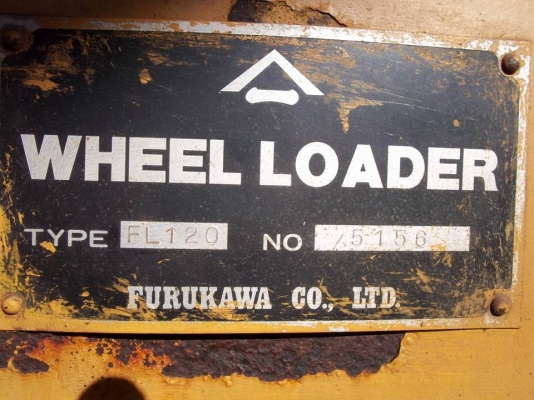 WHEEL LOADER
TYPE FL120 NO 5156
FURUKAWA CO., LTD.